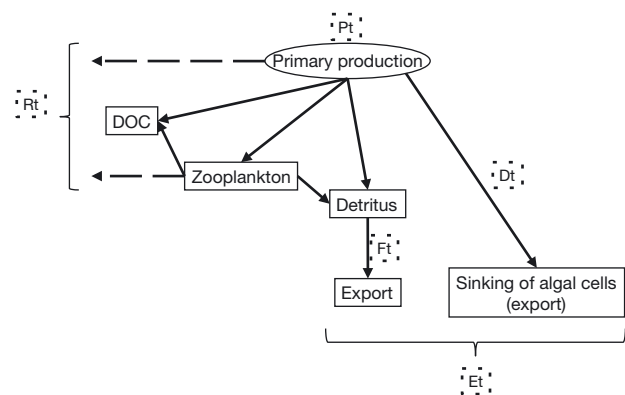 Pt
Primary production
Rt
DOC
Zooplankton
Dt
Detritus
Ft
Export
Sinking of algal cells
(export)
Et